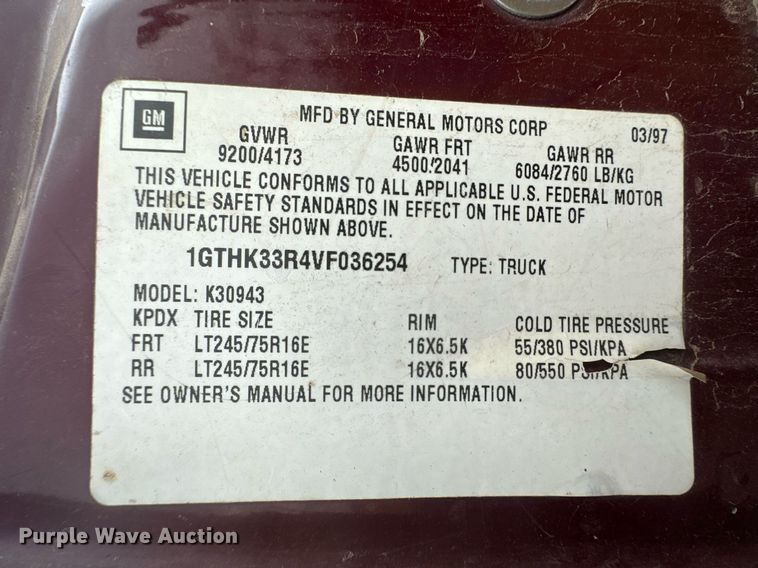 GM
MFD BY GENERAL MOTORS CORP 03/97
GVWR GAWR FRT GAWR RR
9200/4173 4500/2041 6084/2760 LB/KG
THIS VEHICLE CONFORMS TO ALL APPLICABLE U.S. FEDERAL MOTOR
VEHICLE SAFETY STANDARDS IN EFFECT ON THE DATE OF
MANUFACTURE SHOWN ABOVE.
1GTHK33R4VF036254 TYPE: TRUCK
MODEL: K30943
KPDX TIRE SIZE RIM COLD TIRE PRESSURE
FRT LT245/75R16E 16X6.5K 55/380 PSI/KPA
RR LT245/75R16E 16X6.5K 80/550 PSI/KPA
SEE OWNER'S MANUAL FOR MORE INFORMATION.
Purple Wave Auction